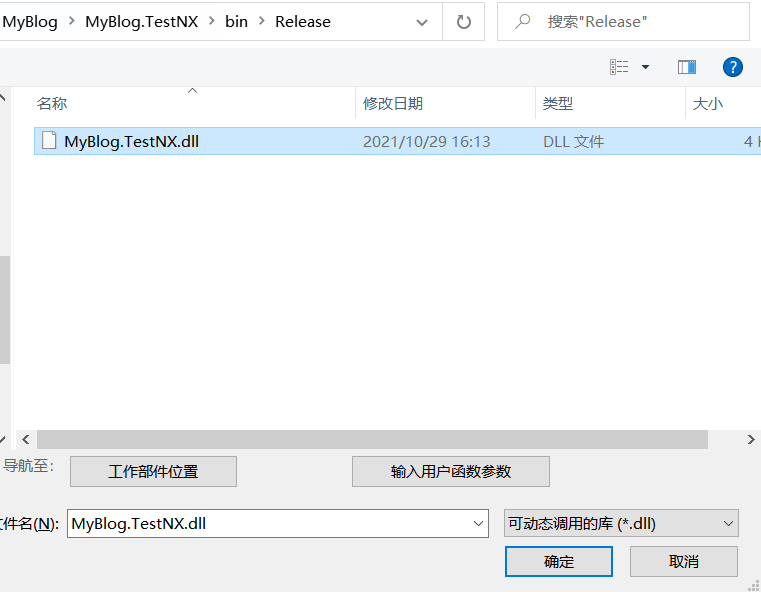 MyBlog > MyBlog.TestNX > bin > Release
搜索"Release"
名称 修改日期 类型 大小
MyBlog.TestNX.dll 2021/10/29 16:13 DLL 文件 4
导航至: 工作部件位置 输入用户函数参数
件名(N): MyBlog.TestNX.dll 可动态调用的库 (*.dll)
确定 取消